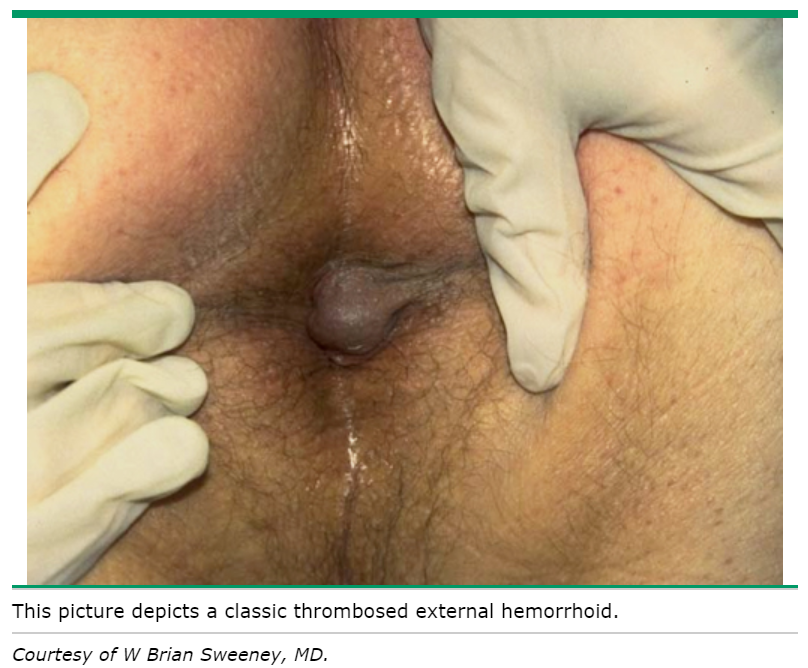 This picture depicts a classic thrombosed external hemorrhoid.
Courtesy of W Brian Sweeney, MD.